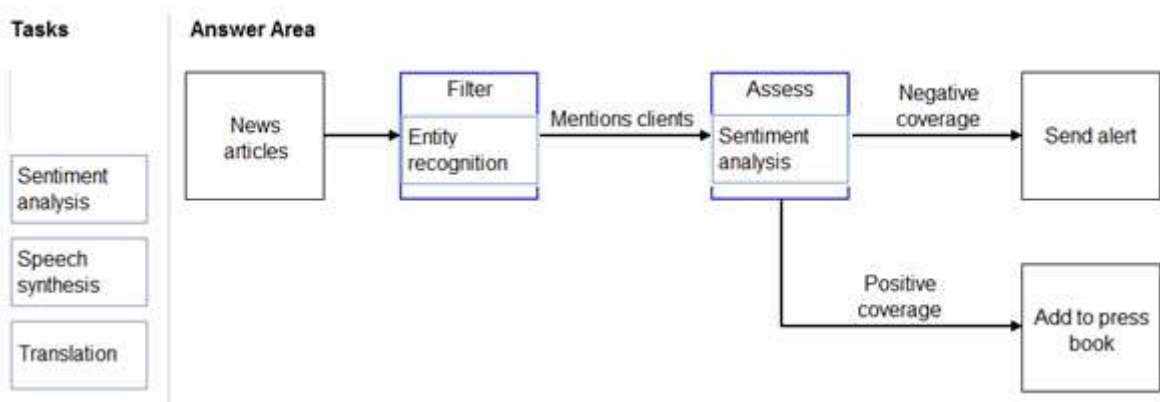 Tasks
Answer Area
Sentiment
analysis
Speech
synthesis
Translation
News
articles
Filter
Entity
recognition
Mentions clients
Assess
Sentiment
analysis
Negative
coverage
Send alert
Positive
coverage
Add to press
book